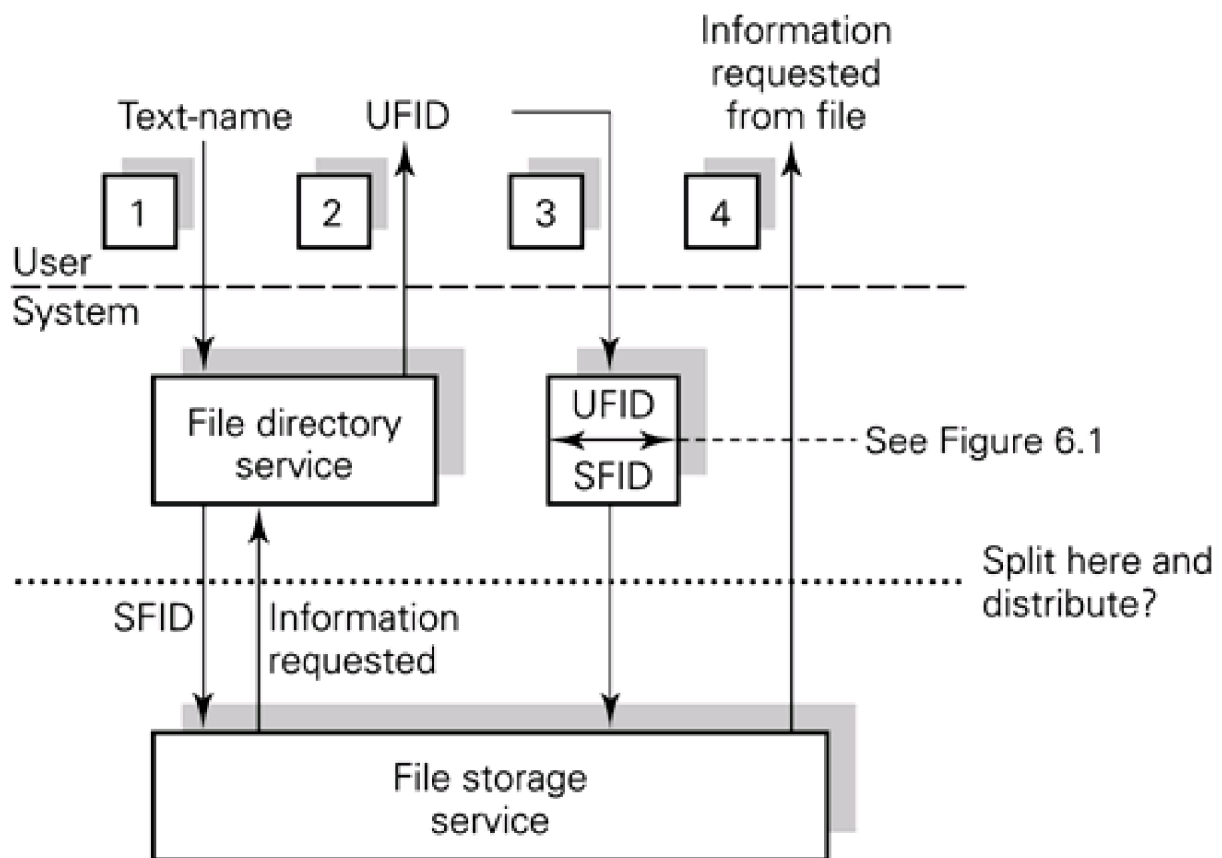 Information
requested
from file
Text-name
UFID
1
2
3
4
User
System
File directory
service
UFID
SFID
See Figure 6.1
Split here and
distribute?
SFID
Information
requested
File storage
service